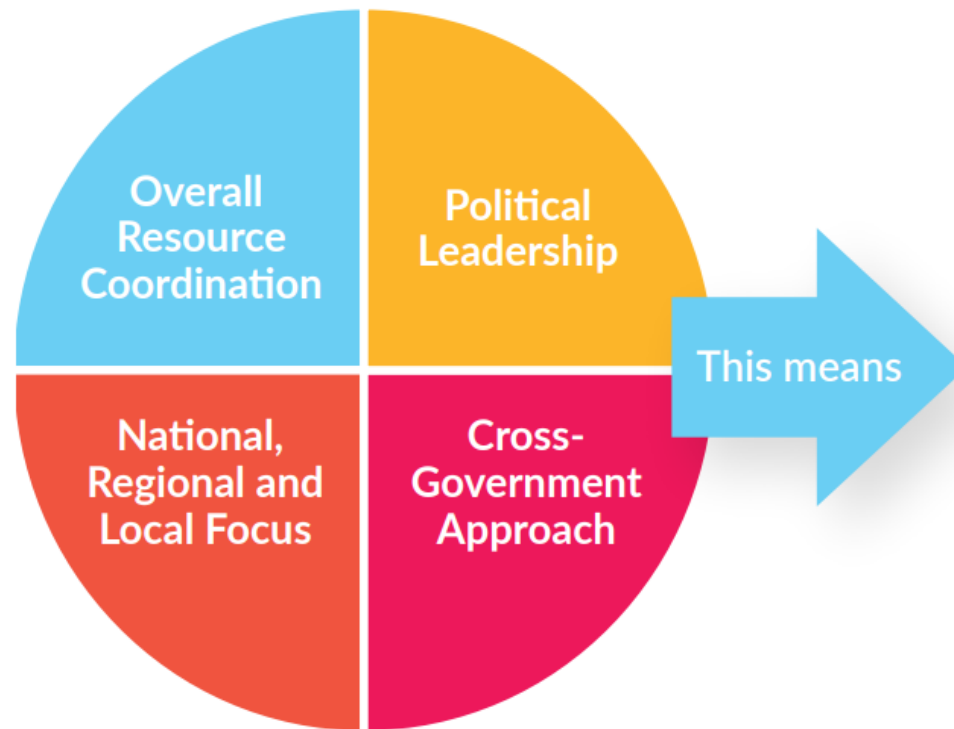 Overall
Resource
Coordination
Political
Leadership
National,
Regional and
Local Focus
Cross-
Government
Approach
This means